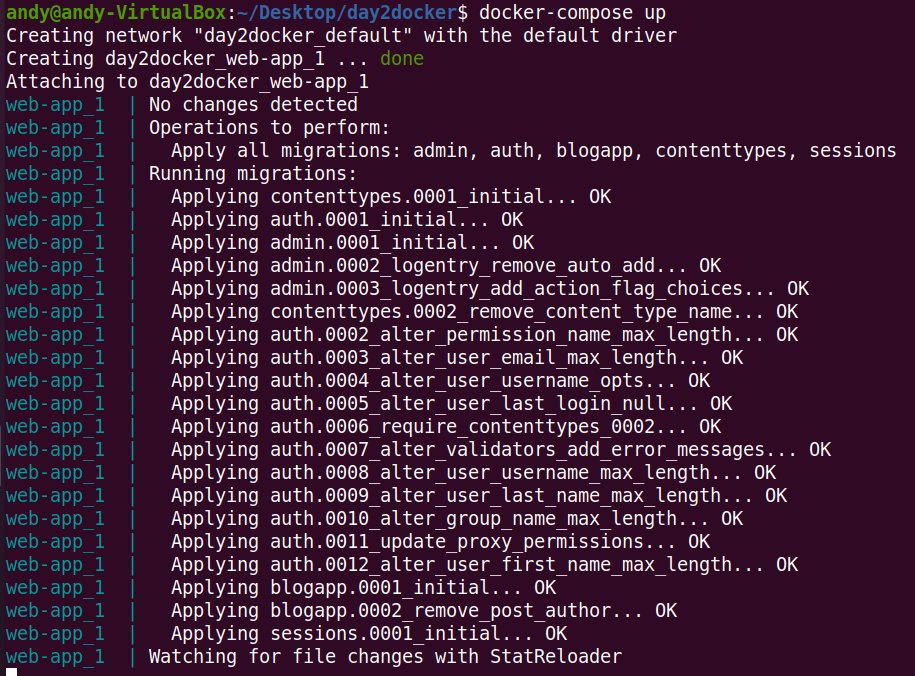 andy@andy-VirtualBox:~/Desktop/day2docker$ docker-compose up
Creating network "day2docker_default" with the default driver
Creating day2docker_web-app_1 ... done
Attaching to day2docker_web-app_1
web-app_1  | No changes detected
web-app_1  | Operations to perform:
web-app_1  |   Apply all migrations: admin, auth, blogapp, contenttypes, sessions
web-app_1  | Running migrations:
web-app_1  |   Applying contenttypes.0001_initial... OK
web-app_1  |   Applying auth.0001_initial... OK
web-app_1  |   Applying admin.0001_initial... OK
web-app_1  |   Applying admin.0002_logentry_remove_auto_add... OK
web-app_1  |   Applying admin.0003_logentry_add_action_flag_choices... OK
web-app_1  |   Applying contenttypes.0002_remove_content_type_name... OK
web-app_1  |   Applying auth.0002_alter_permission_name_max_length... OK
web-app_1  |   Applying auth.0003_alter_user_email_max_length... OK
web-app_1  |   Applying auth.0004_alter_user_username_opts... OK
web-app_1  |   Applying auth.0005_alter_user_last_login_null... OK
web-app_1  |   Applying auth.0006_require_contenttypes_0002... OK
web-app_1  |   Applying auth.0007_alter_validators_add_error_messages... OK
web-app_1  |   Applying auth.0008_alter_user_username_max_length... OK
web-app_1  |   Applying auth.0009_alter_user_last_name_max_length... OK
web-app_1  |   Applying auth.0010_alter_group_name_max_length... OK
web-app_1  |   Applying auth.0011_update_proxy_permissions... OK
web-app_1  |   Applying auth.0012_alter_user_first_name_max_length... OK
web-app_1  |   Applying blogapp.0001_initial... OK
web-app_1  |   Applying blogapp.0002_remove_post_author... OK
web-app_1  |   Applying sessions.0001_initial... OK
web-app_1  | Watching for file changes with StatReloader